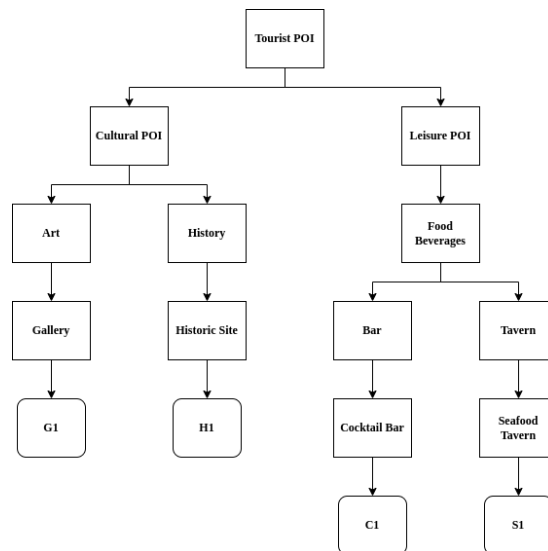 Tourist POI
Cultural POI
Leisure POI
Art
History
Food
Beverages
Gallery
Historic Site
Bar
Tavern
G1
H1
Cocktail Bar
Seafood
Tavern
C1
S1